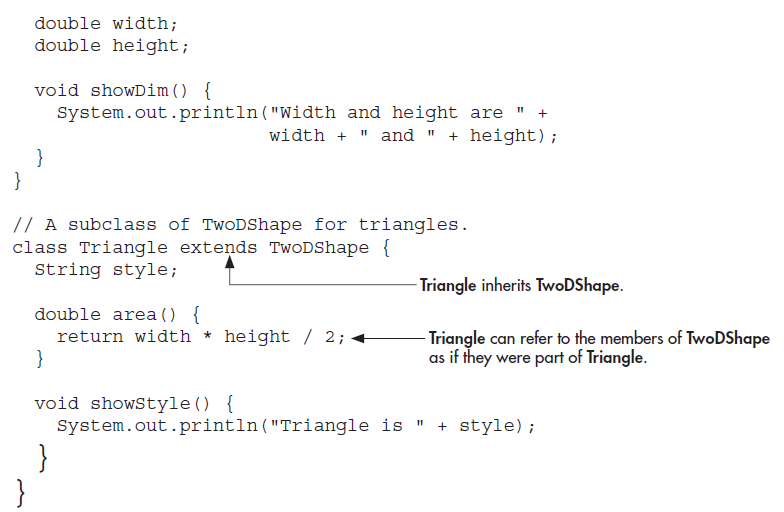 double width;
double height;
void showDim() {
System.out.println("Width and height are " +
width + " and " + height);
}
}
// A subclass of TwoDShape for triangles.
class Triangle extends TwoDShape {
String style;
Triangle inherits TwoDShape.
double area() {
return width * height / 2;
Triangle can refer to the members of TwoDShape
as if they were part of Triangle.
}
void showStyle() {
System.out.println("Triangle is " + style);
}
}